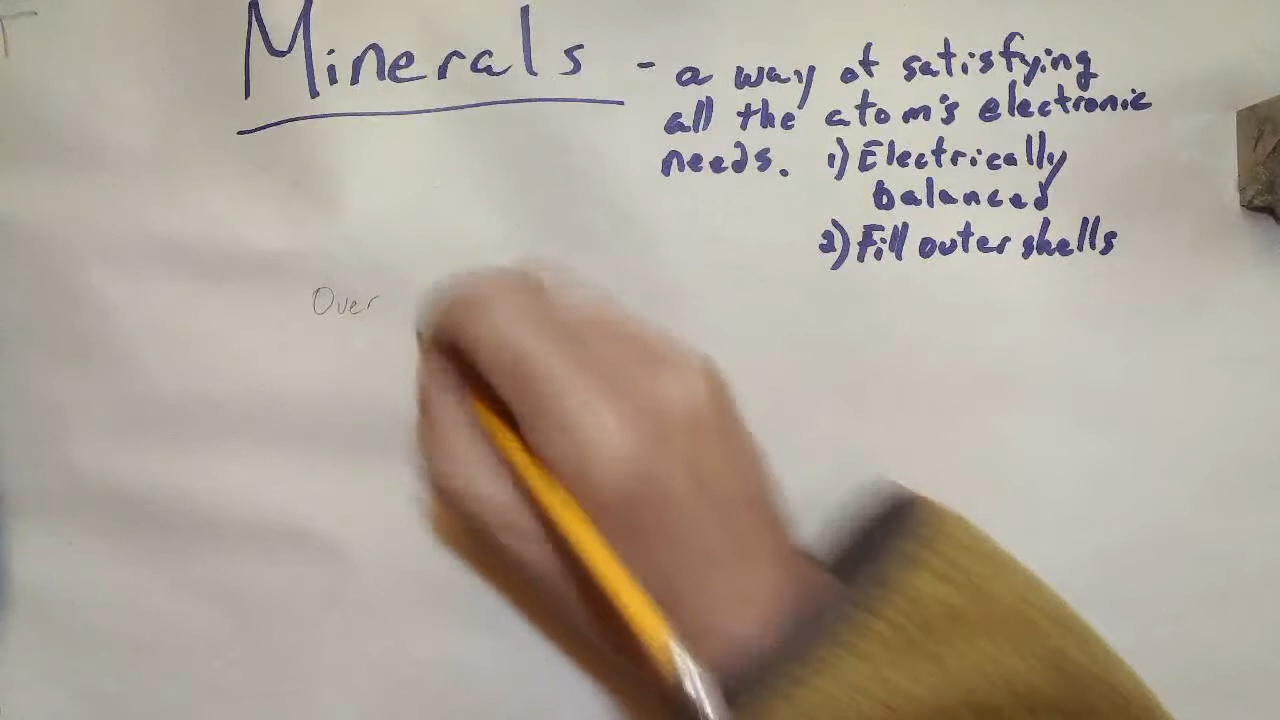 Minerals - a way of satisfying
all the atom's electronic
needs. 1) Electrically
balanced
2) Fill outer shells
Over